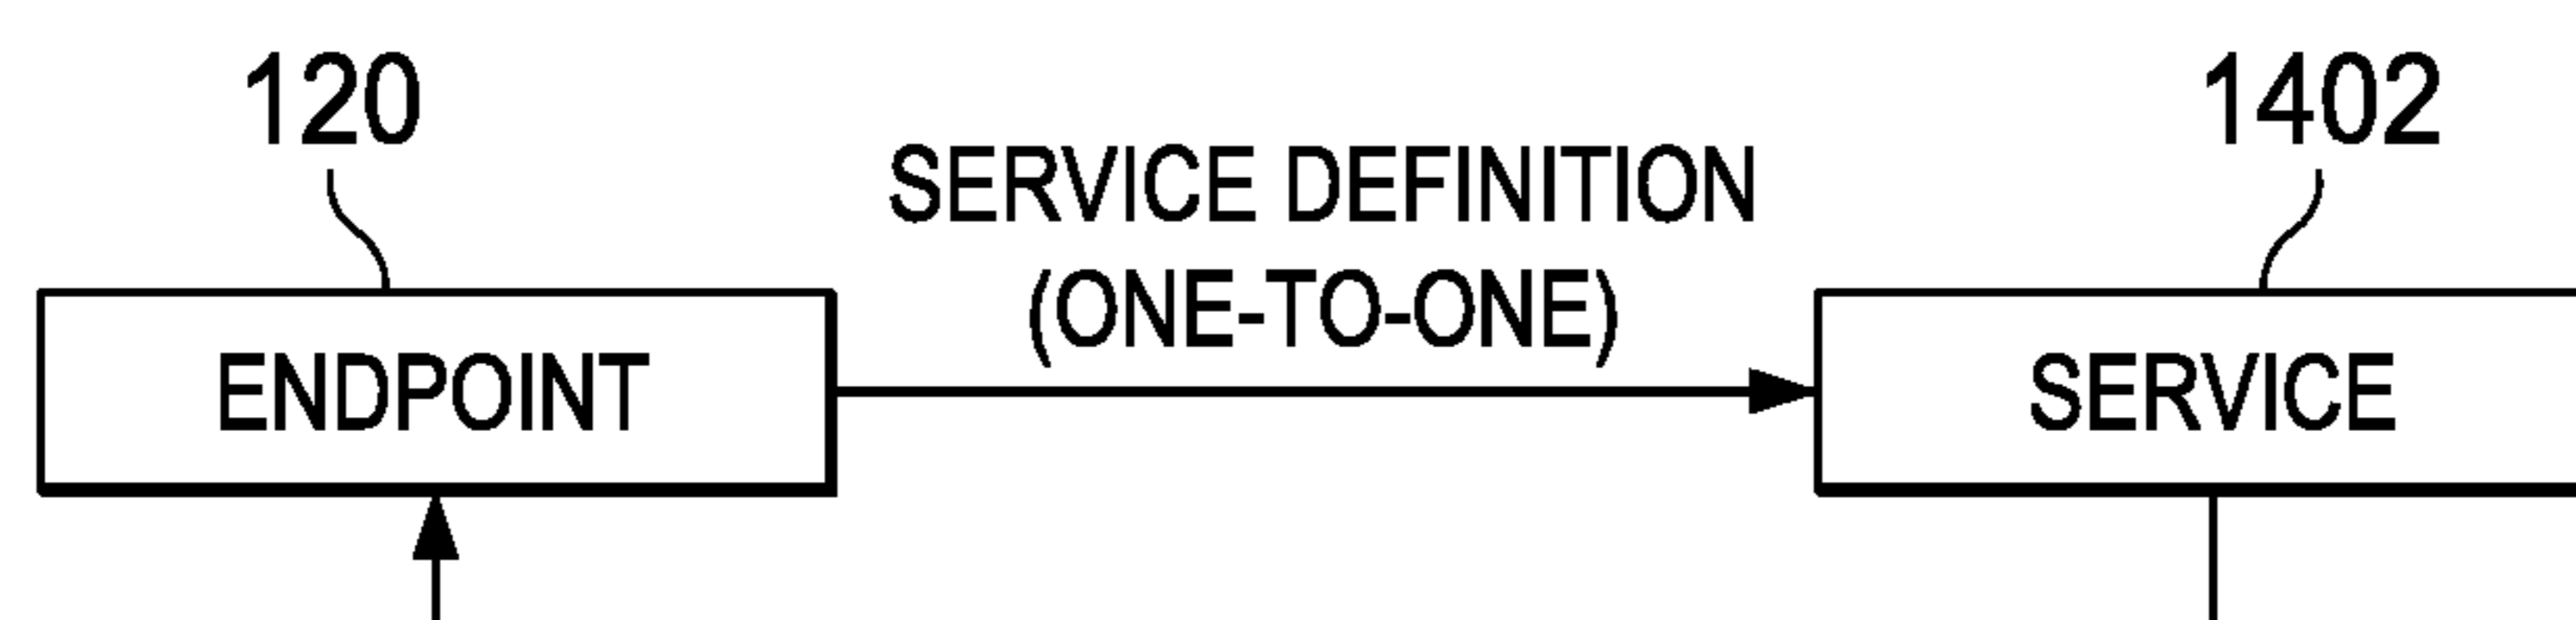 120
1402
SERVICE DEFINITION
(ONE-TO-ONE)
ENDPOINT
SERVICE